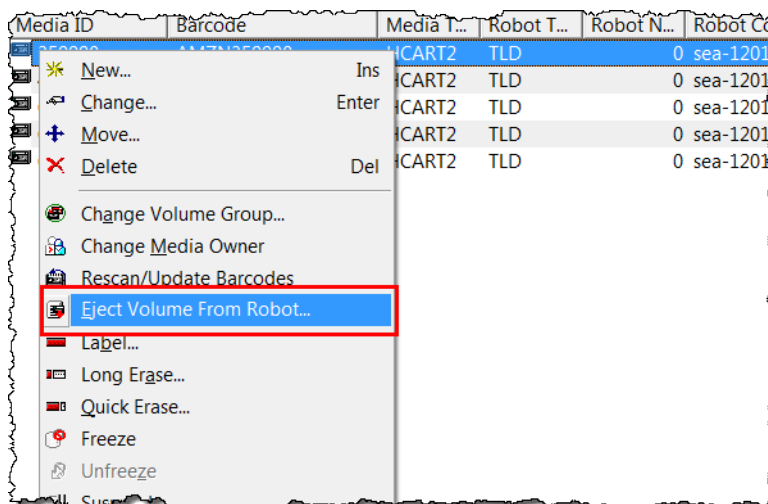 Media ID Barcode Media T... Robot T... Robot N... Robot Co
HCART2 TLD 0 sea-1201
New... Ins HCART2 TLD 0 sea-1201
Change... Enter HCART2 TLD 0 sea-1201
Move... HCART2 TLD 0 sea-1201
Delete Del HCART2 TLD 0 sea-1201
Change Volume Group...
Change Media Owner
Rescan/Update Barcodes
Eject Volume From Robot...
Label...
Long Erase...
Quick Erase...
Freeze
Unfreeze